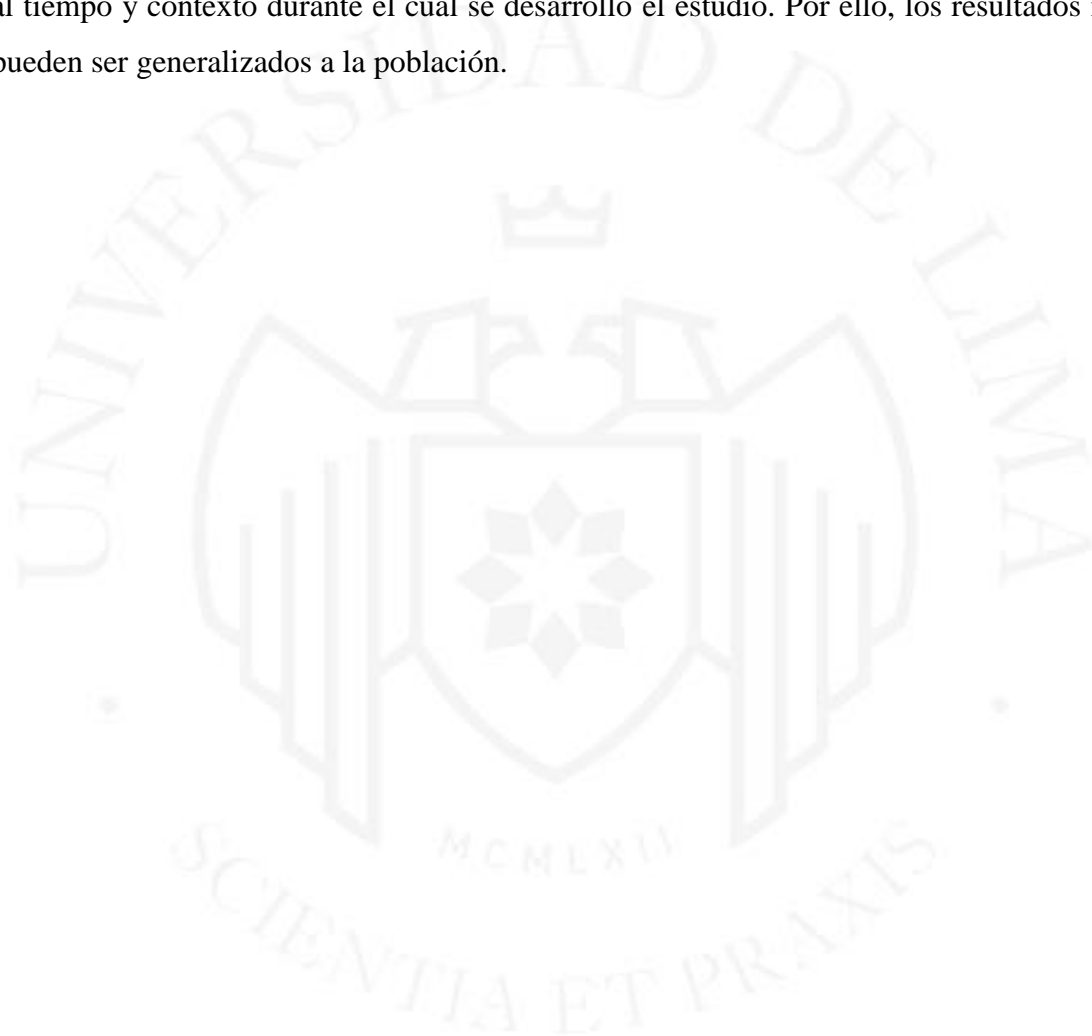 al tiempo y contexto durante el cual se desarrolló el estudio. Por ello, los resultados
pueden ser generalizados a la población.
UNIVERSIDAD DE LIMA
MCMLXII
SCIENTIA ET PRAXIS